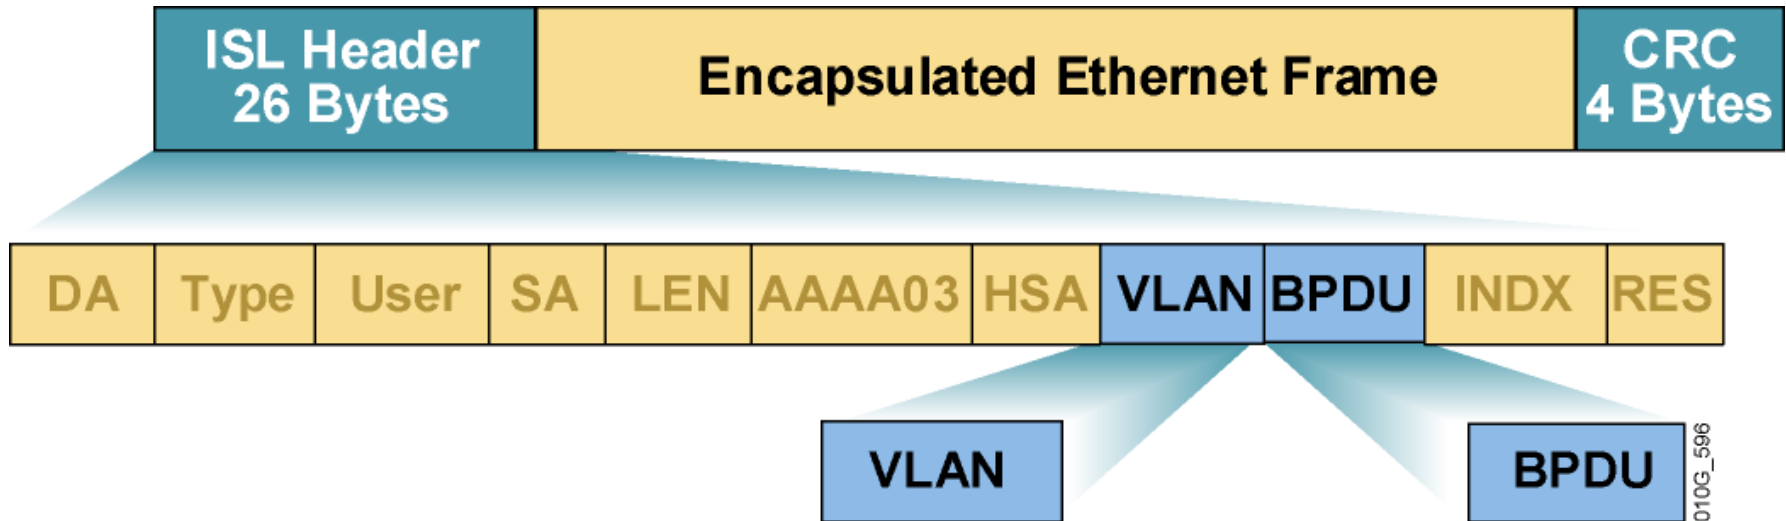 ISL Header
26 Bytes
Encapsulated Ethernet Frame
CRC
4 Bytes
DA Type User SA LEN AAAA03 HSA VLAN BPDU INDX RES
VLAN
BPDU
010G_596